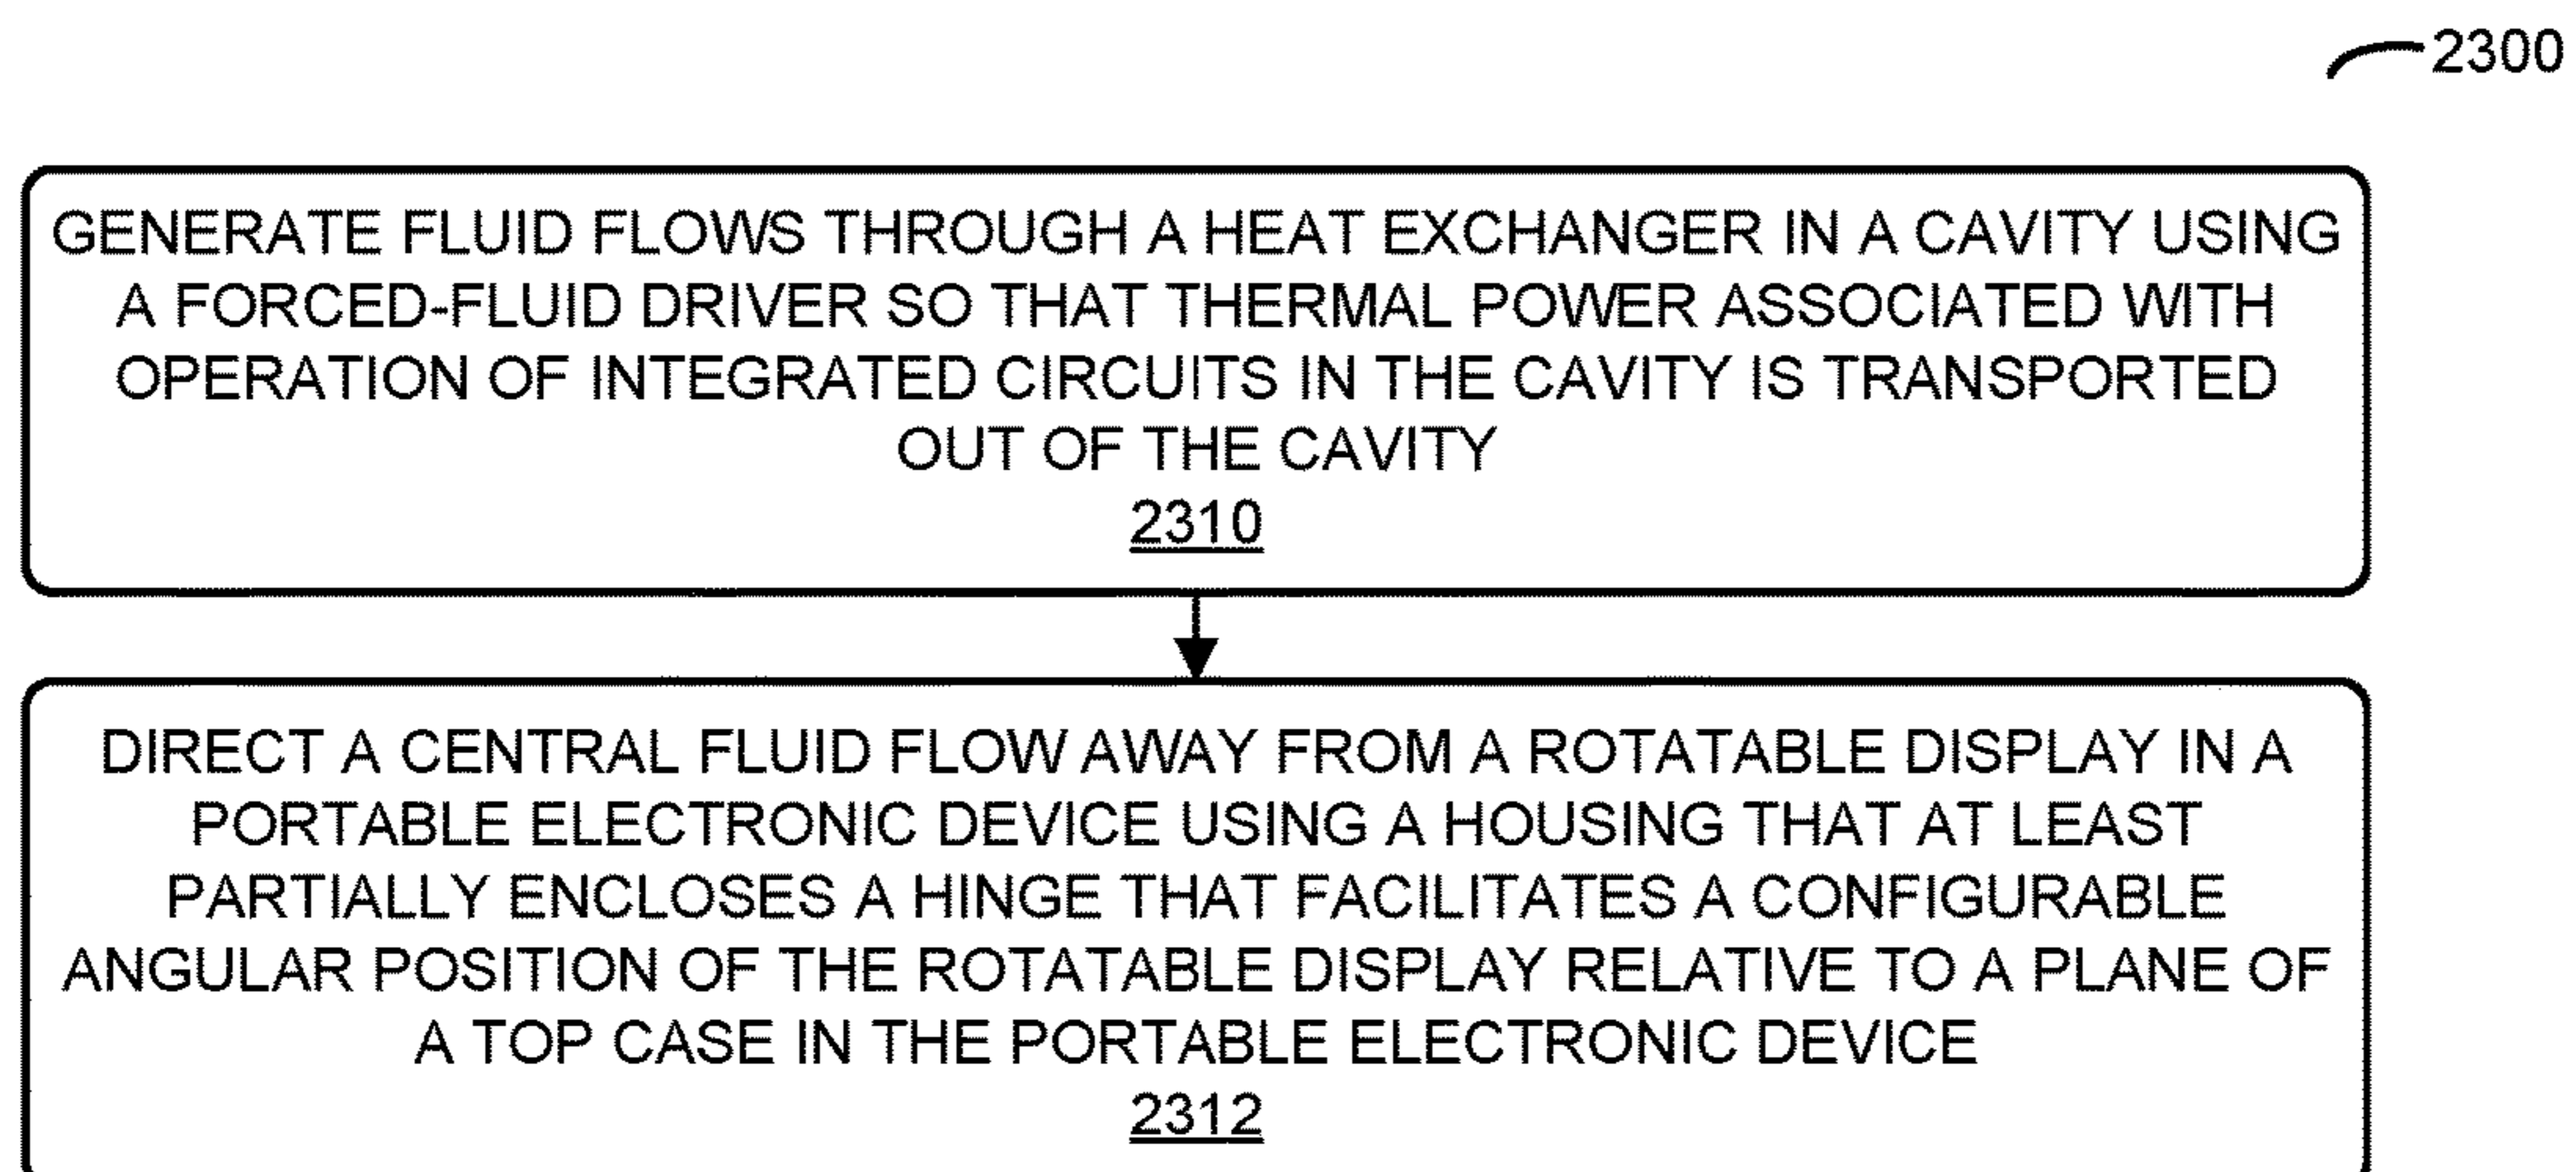 2300
GENERATE FLUID FLOWS THROUGH A HEAT EXCHANGER IN A CAVITY USING
A FORCED-FLUID DRIVER SO THAT THERMAL POWER ASSOCIATED WITH
OPERATION OF INTEGRATED CIRCUITS IN THE CAVITY IS TRANSPORTED
OUT OF THE CAVITY
2310
DIRECT A CENTRAL FLUID FLOW AWAY FROM A ROTATABLE DISPLAY IN A
PORTABLE ELECTRONIC DEVICE USING A HOUSING THAT AT LEAST
PARTIALLY ENCLOSES A HINGE THAT FACILITATES A CONFIGURABLE
ANGULAR POSITION OF THE ROTATABLE DISPLAY RELATIVE TO A PLANE OF
A TOP CASE IN THE PORTABLE ELECTRONIC DEVICE
2312